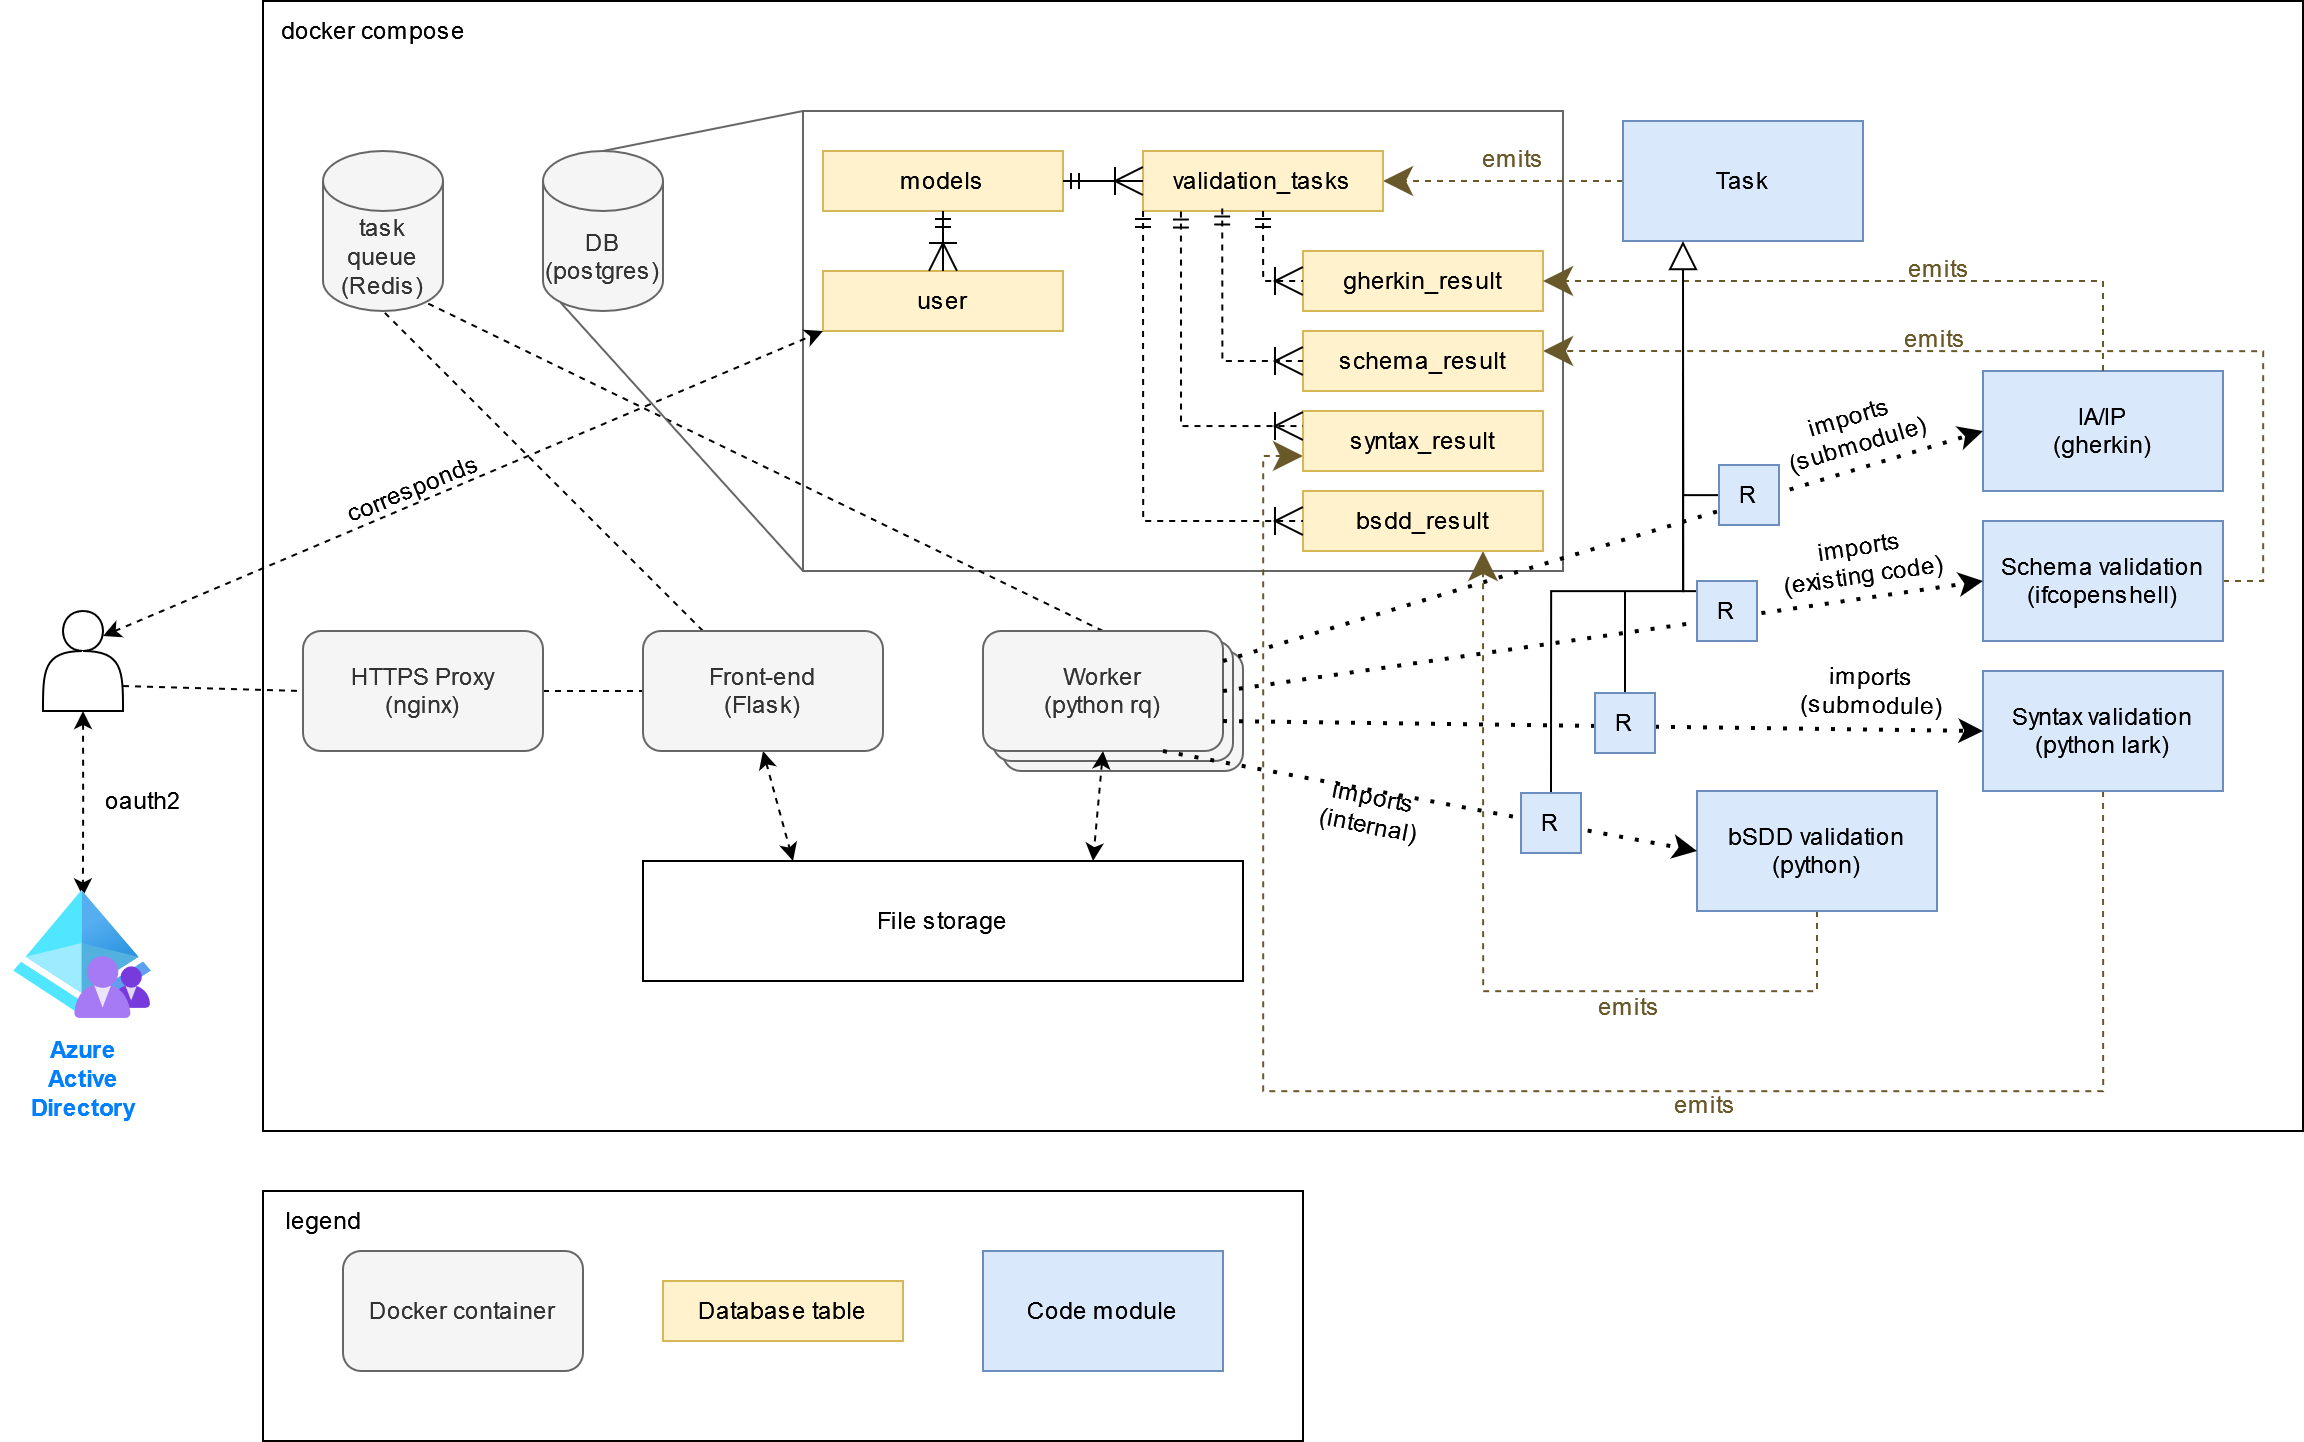 docker compose
task
queue
(Redis)
DB
(postgres)
models
validation_tasks
user
gherkin_result
schema_result
syntax_result
bsdd_result
emits
Task
emits
emits
imports
(submodule)
IA/IP
(gherkin)
R
imports
(existing code)
Schema validation
(ifcopenshell)
R
corresponds
HTTPS Proxy
(nginx)
Front-end
(Flask)
Worker
(python rq)
R
imports
(submodule)
Syntax validation
(python lark)
oauth2
imports
(internal)
R
bSDD validation
(python)
File storage
emits
emits
Azure
Active
Directory
legend
Docker container
Database table
Code module